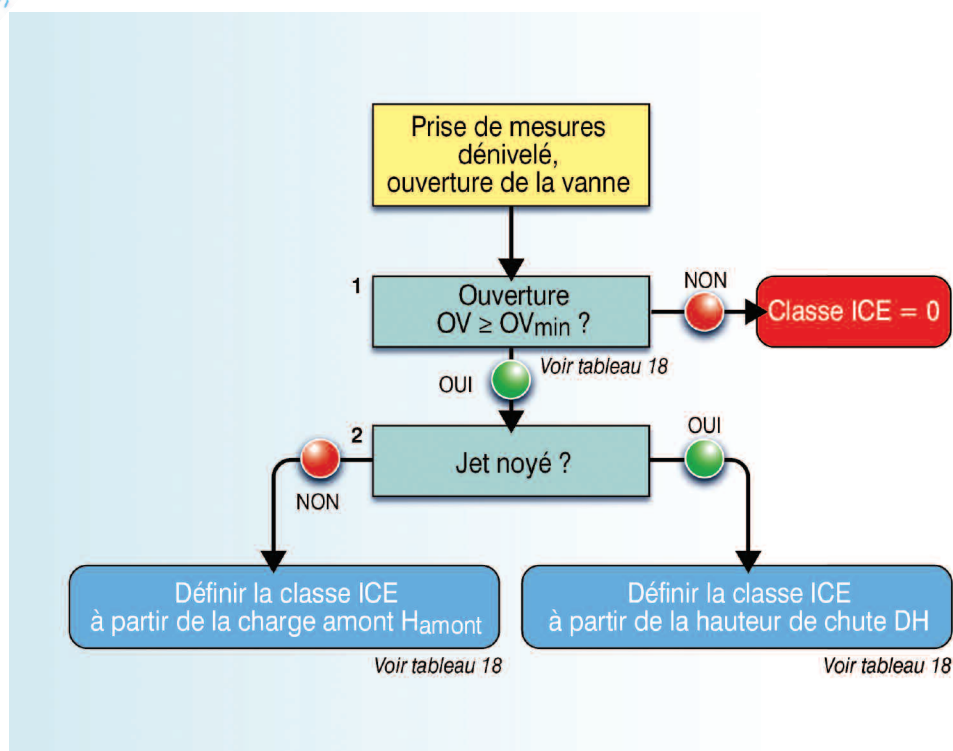 Prise de mesures
dénivelé,
ouverture de la vanne
1
Ouverture
OV ≥ OVmin ?
NON
Classe ICE = 0
Voir tableau 18
OUI
2
Jet noyé ?
OUI
NON
Définir la classe ICE
à partir de la charge amont Hamont
Voir tableau 18
Définir la classe ICE
à partir de la hauteur de chute DH
Voir tableau 18